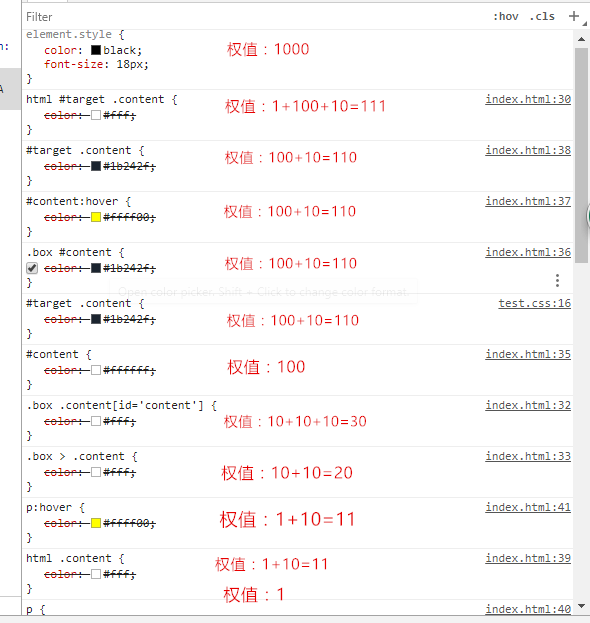 Filter :hov .cls +
element.style {
color: black; 权值：1000
font-size: 18px;
}
html #target .content { 权值：1+100+10=111 index.html:30
color: #fff;
}
#target .content { 权值：100+10=110 index.html:38
color: #1b242f;
}
#content:hover { 权值：100+10=110 index.html:37
color: #ffff00;
}
.box #content { 权值：100+10=110 index.html:36
color: #1b242f;
}
Open color picker. Shift + Click to change color format.
#target .content { 权值：100+10=110 test.css:16
color: #1b242f;
}
#content { 权值：100 index.html:35
color: #ffffff;
}
.box .content[id='content'] { 权值：10+10+10=30 index.html:32
color: #fff;
}
.box > .content { 权值：10+10=20 index.html:33
color: #fff;
}
p:hover { 权值：1+10=11 index.html:41
color: #ffff00;
}
html .content { 权值：1+10=11 index.html:39
color: #fff;
}
权值：1
p { index.html:40